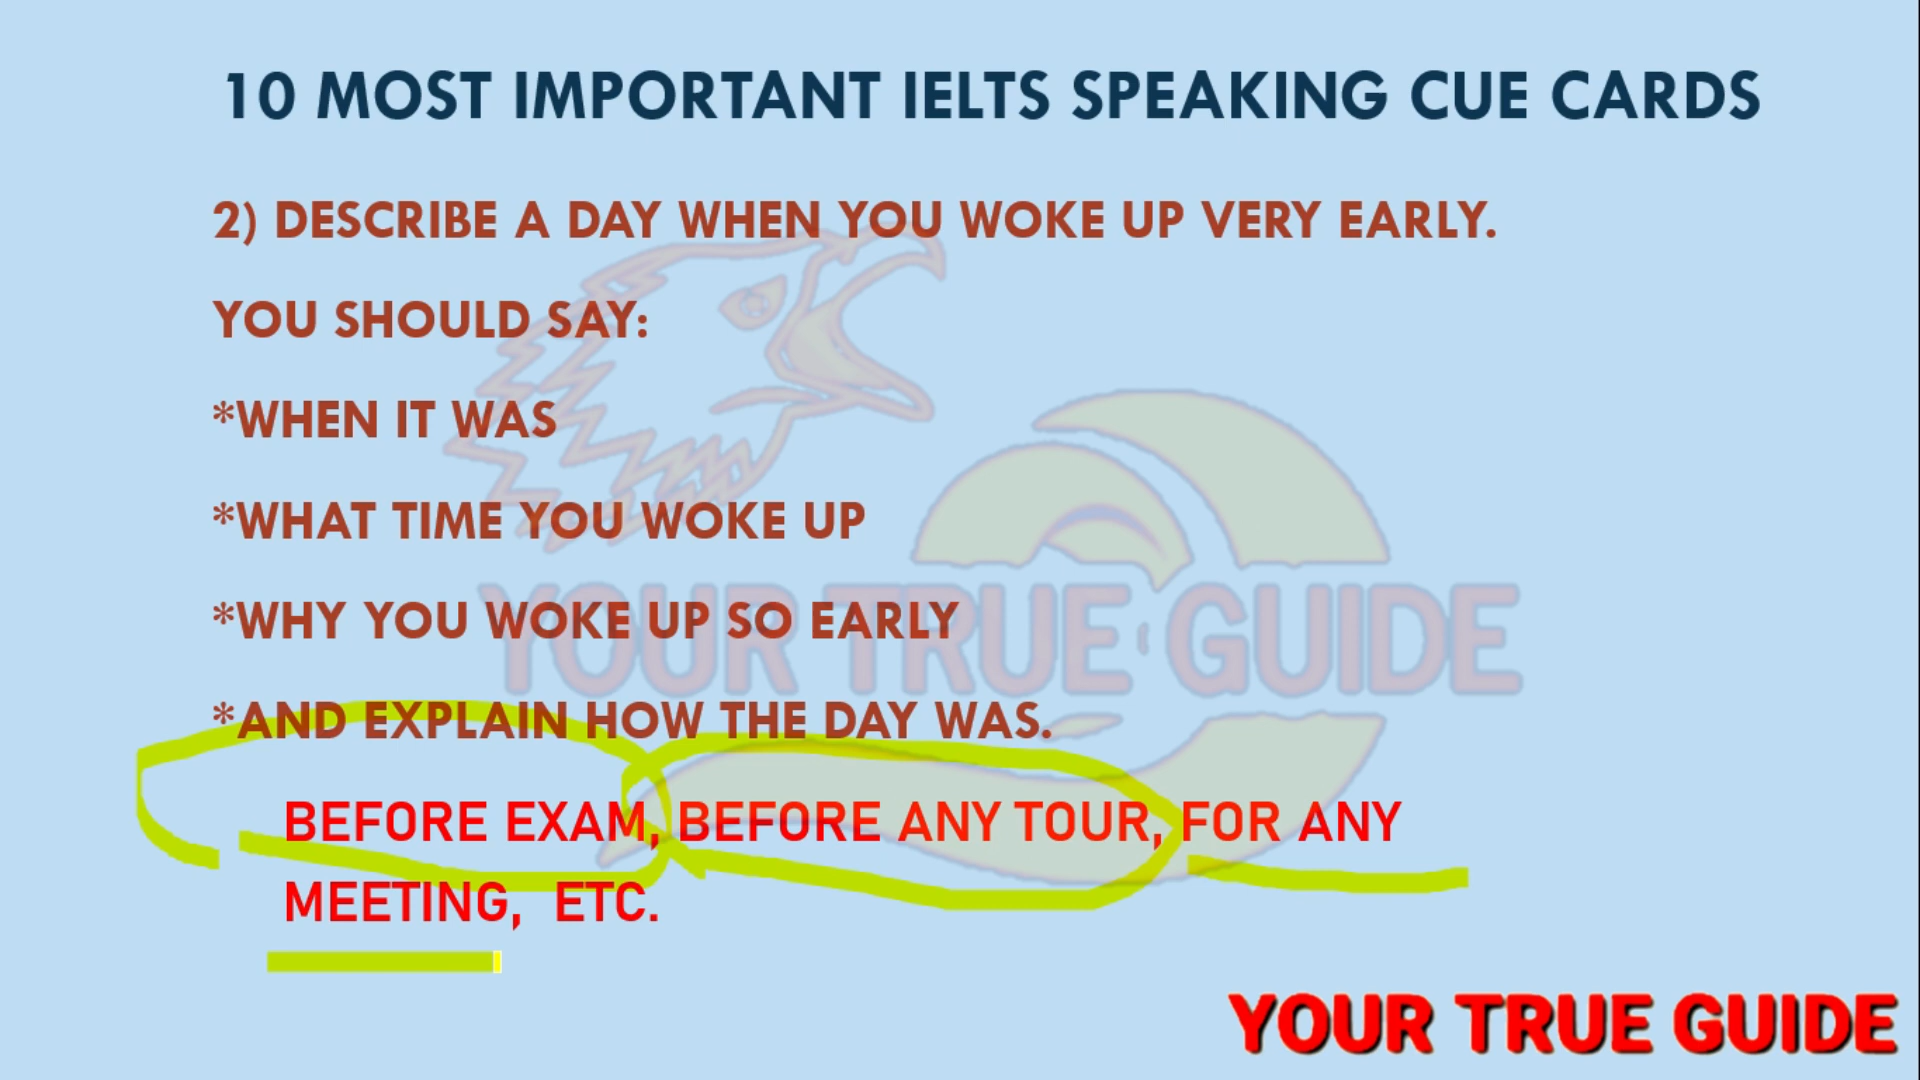 10 MOST IMPORTANT IELTS SPEAKING CUE CARDS
2) DESCRIBE A DAY WHEN YOU WOKE UP VERY EARLY.
YOU SHOULD SAY:
*WHEN IT WAS
*WHAT TIME YOU WOKE UP
*WHY YOU WOKE UP SO EARLY
YOUR TRUE GUIDE
*AND EXPLAIN HOW THE DAY WAS.
BEFORE EXAM, BEFORE ANY TOUR, FOR ANY
MEETING, ETC.
YOUR TRUE GUIDE